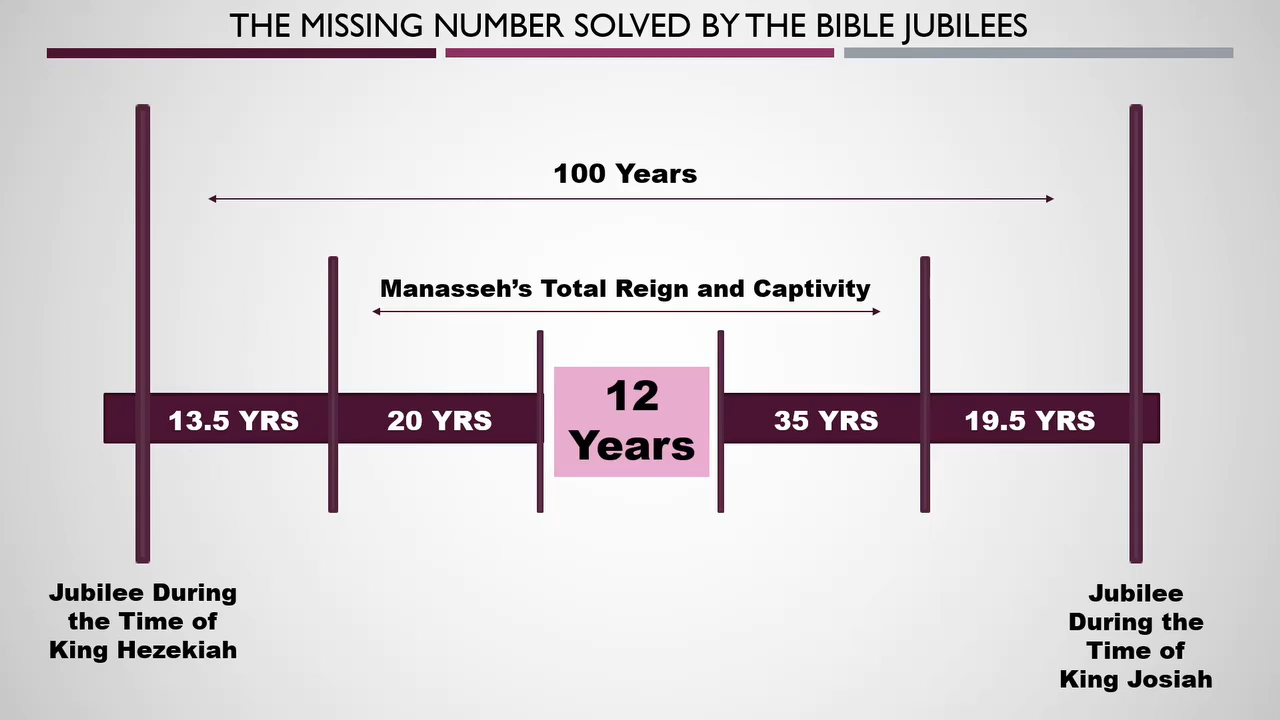 THE MISSING NUMBER SOLVED BY THE BIBLE JUBILEES
100 Years
Manasseh’s Total Reign and Captivity
13.5 YRS
20 YRS
12
Years
35 YRS
19.5 YRS
Jubilee During
the Time of
King Hezekiah
Jubilee
During the
Time of
King Josiah